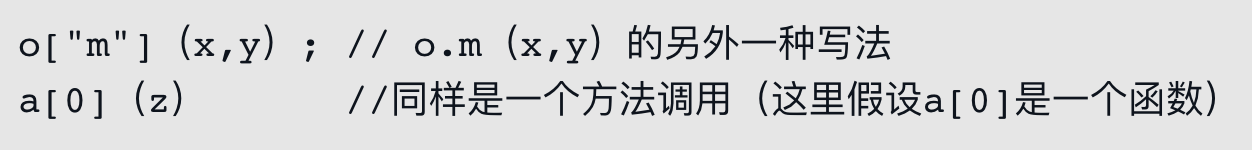 o["m"]（x,y）; // o.m（x,y）的另外一种写法
a[0]（z） //同样是一个方法调用（这里假设a[0]是一个函数）